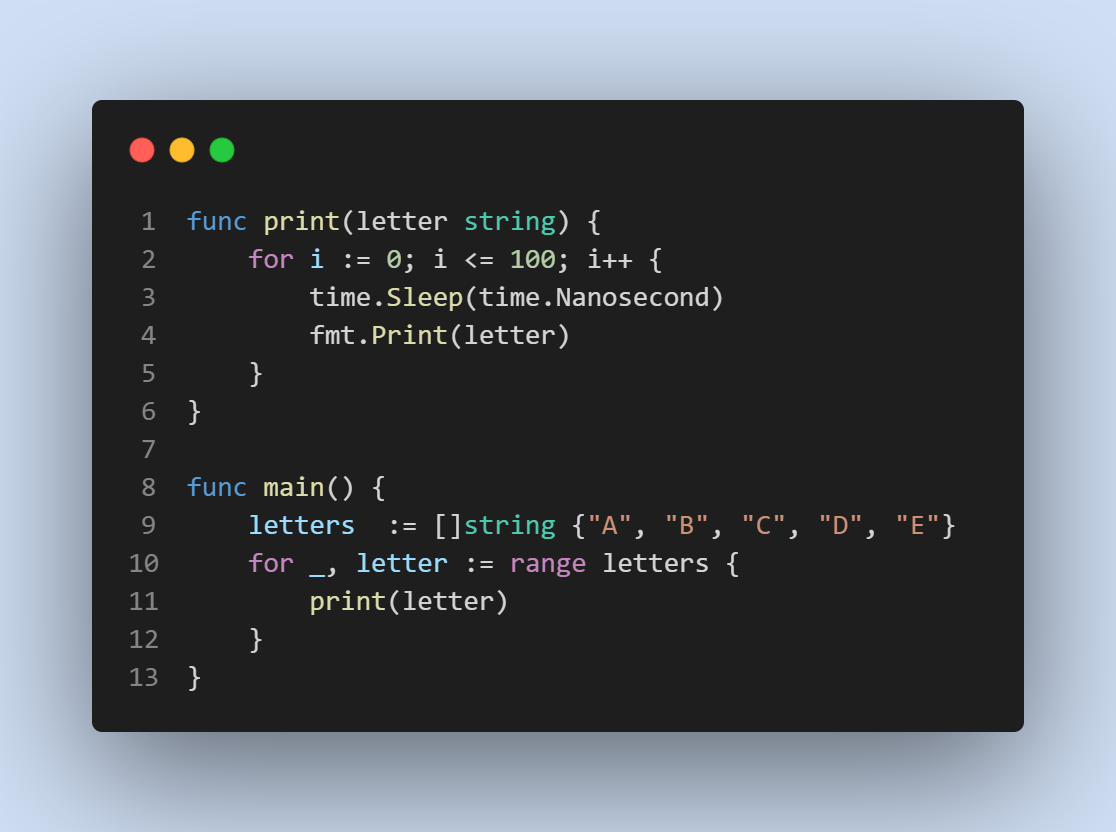 1 func print(letter string) {
2     for i := 0; i <= 100; i++ {
3         time.Sleep(time.Nanosecond)
4         fmt.Print(letter)
5     }
6 }
7
8 func main() {
9     letters  := []string {"A", "B", "C", "D", "E"}
10     for _, letter := range letters {
11         print(letter)
12     }
13 }